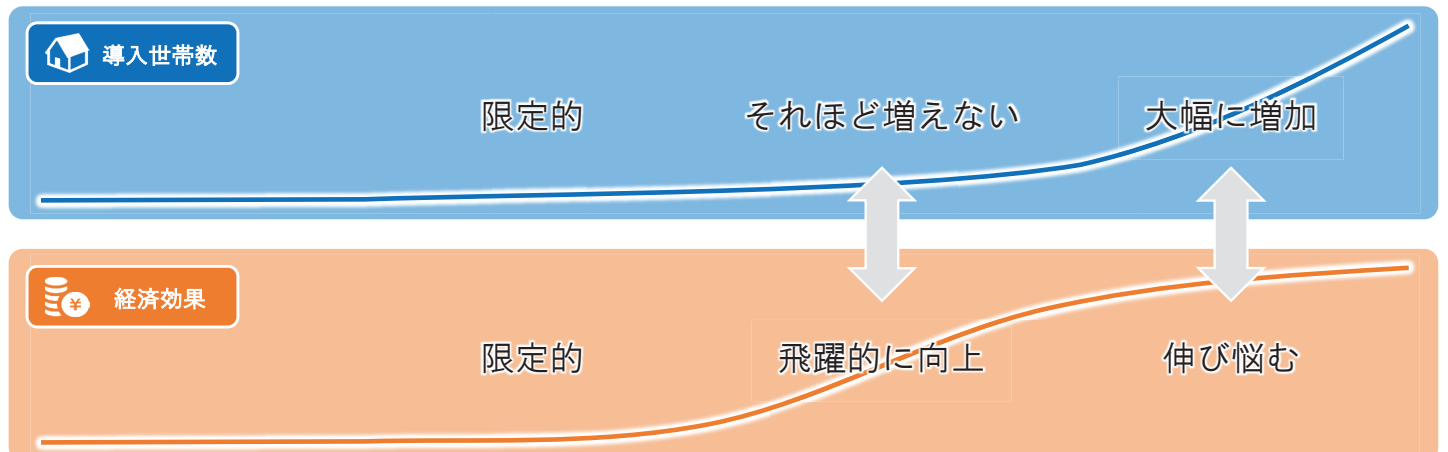 導入世帯数
限定的
それほど増えない
大幅に増加
¥
経済効果
限定的
飛躍的に向上
伸び悩む